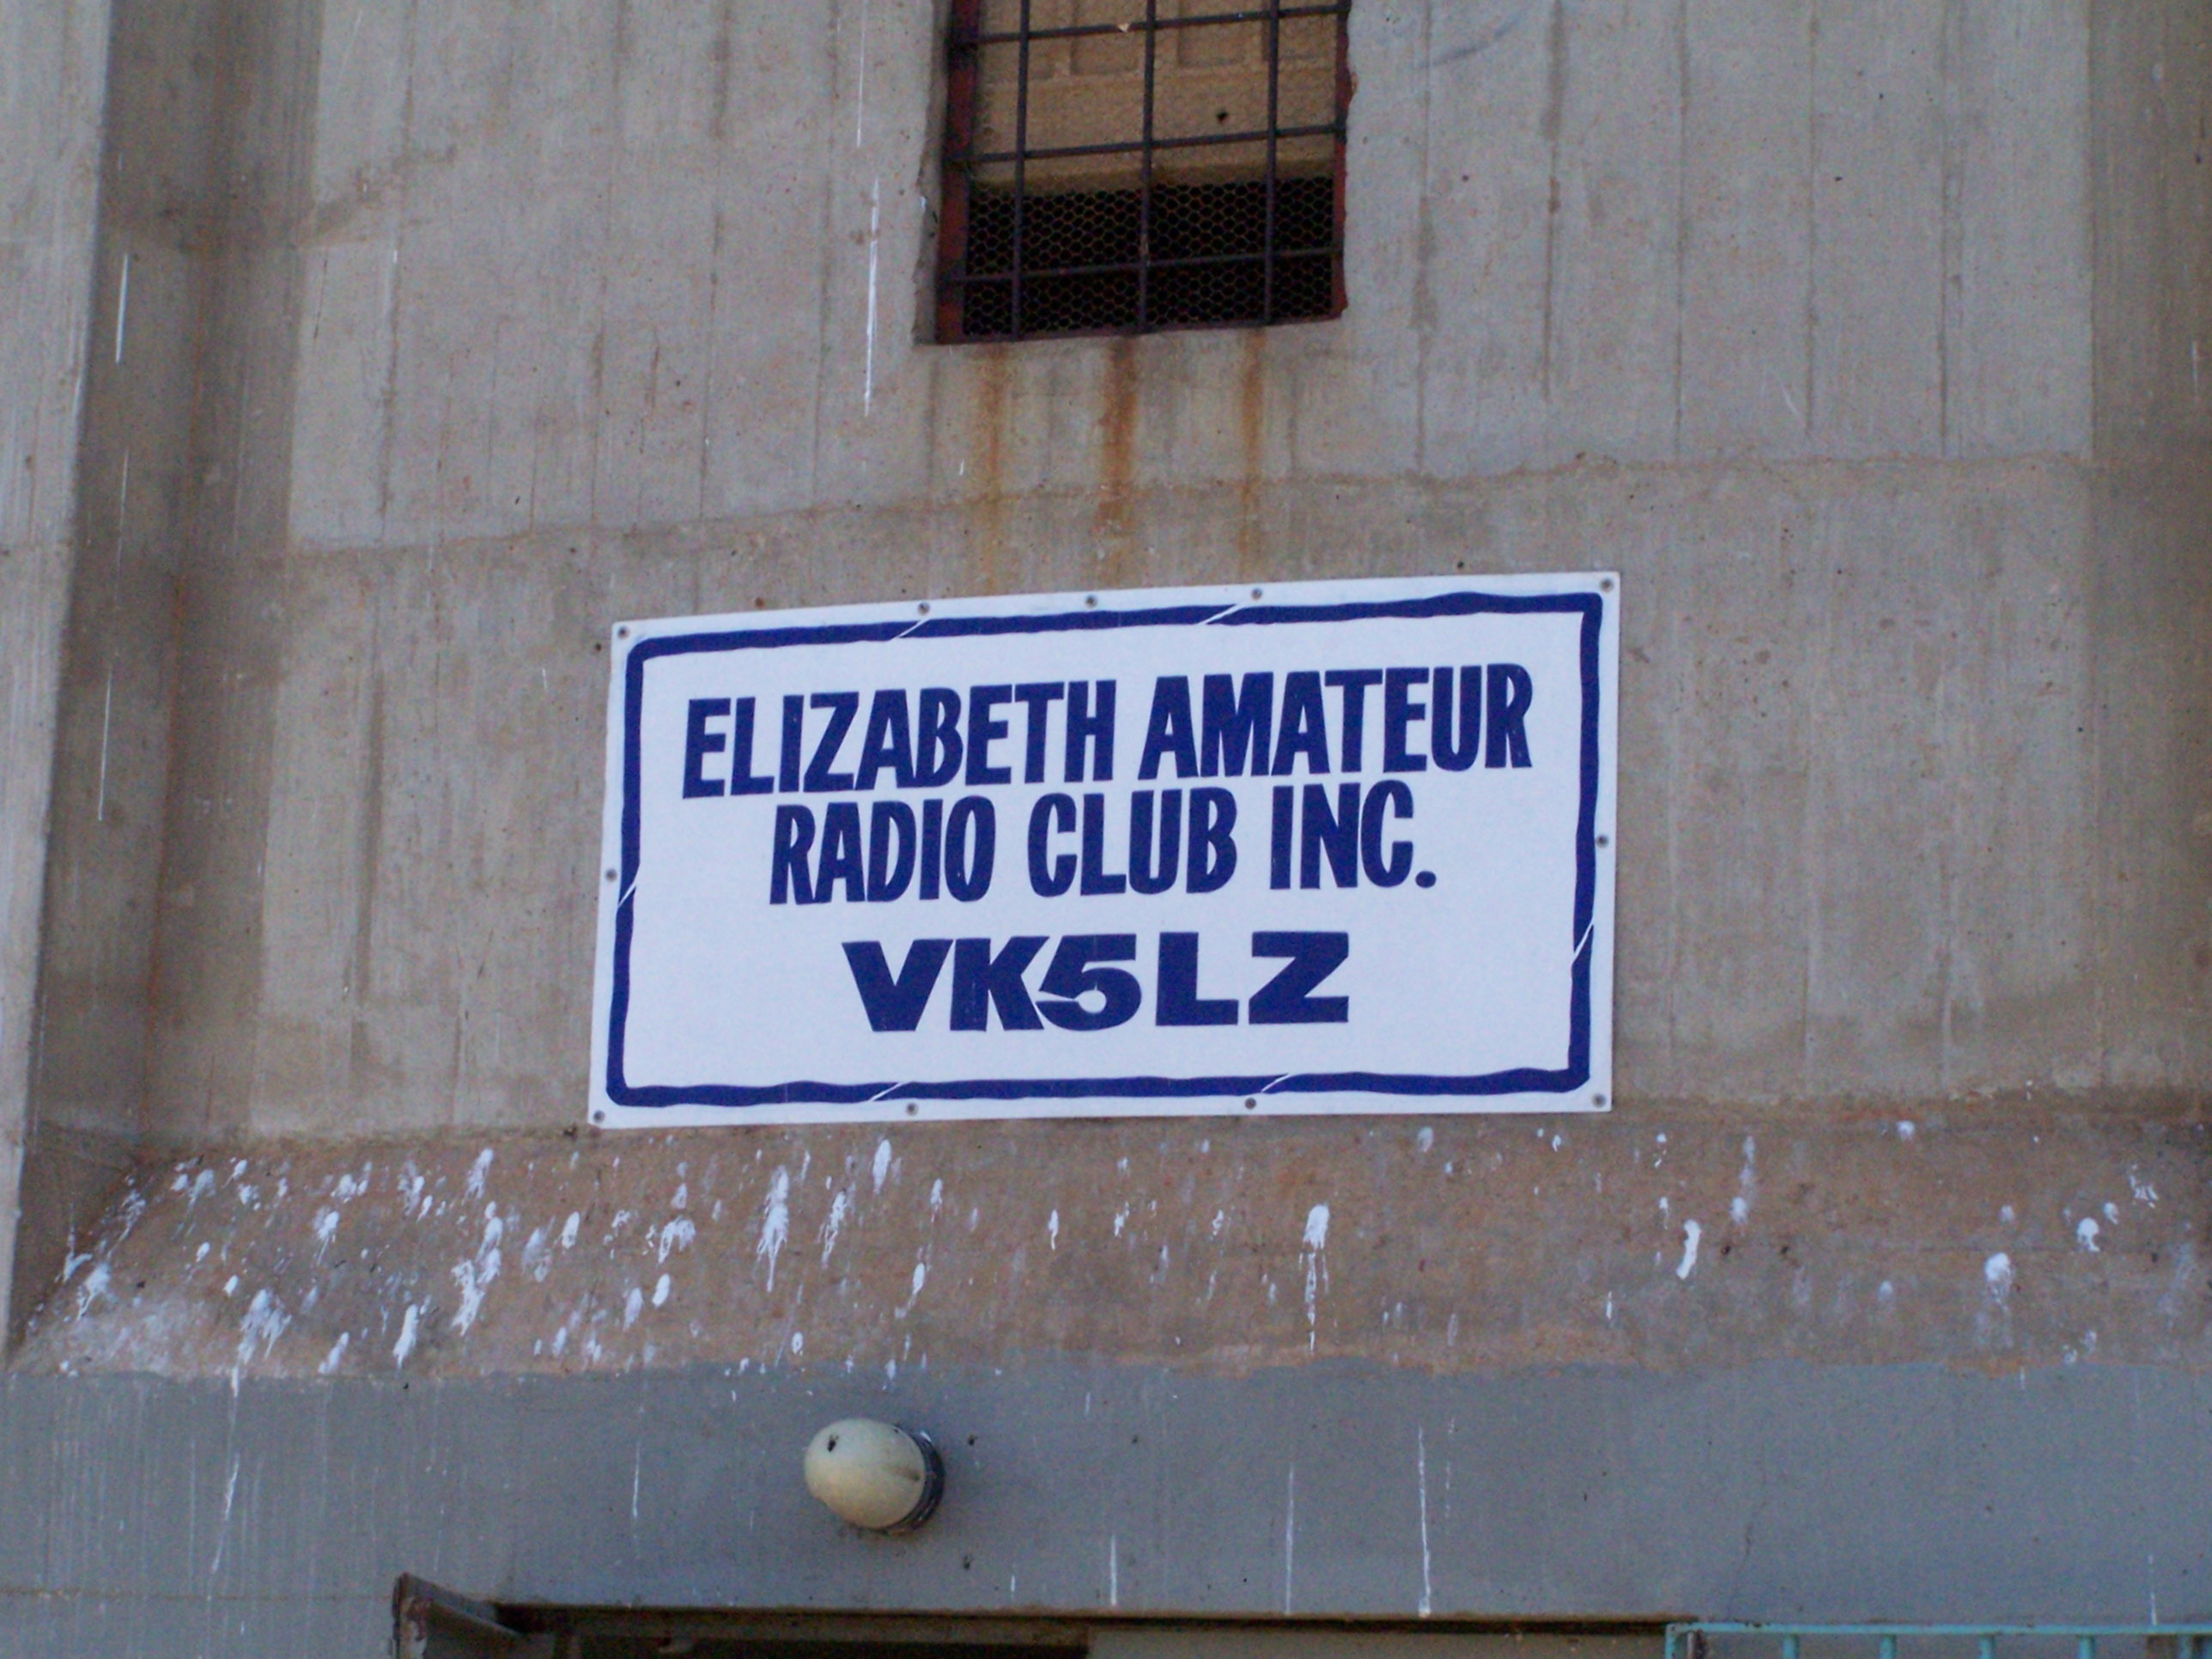 ELIZABETH AMATEUR
RADIO CLUB INC.
VK5LZ